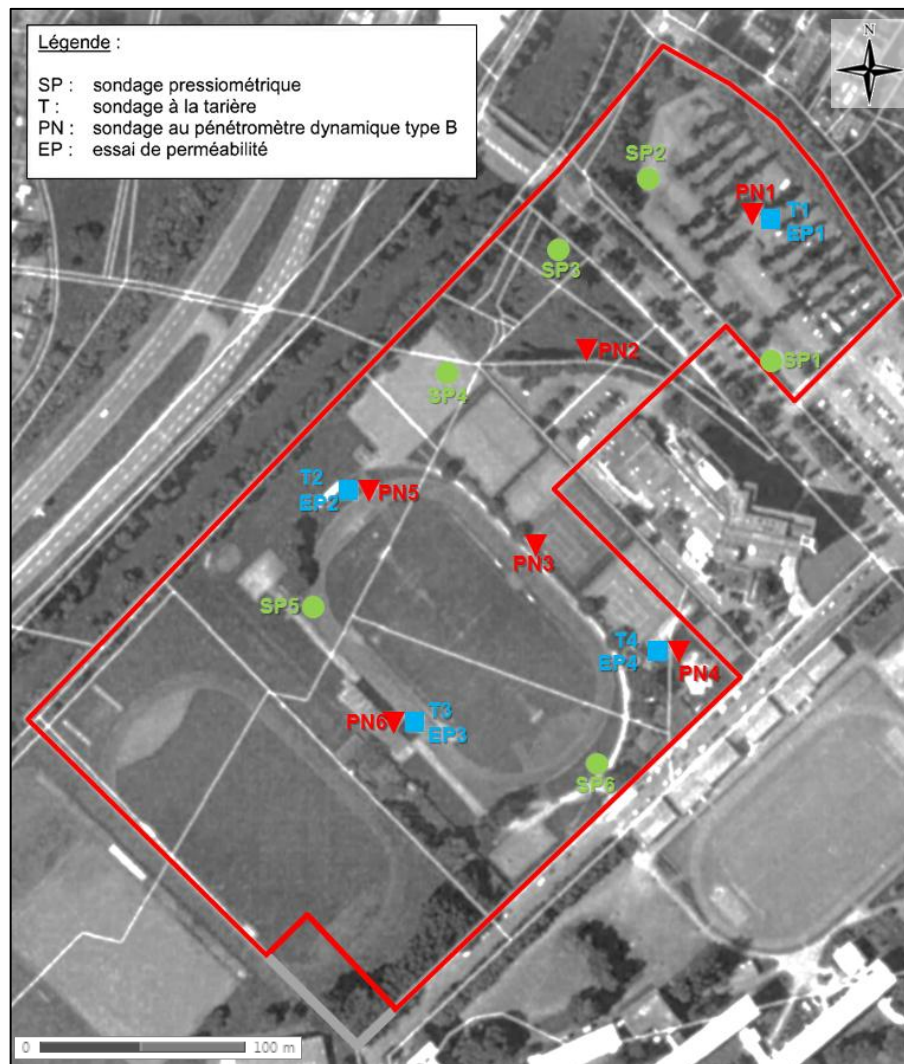 Légende :
SP : sondage pressiométrique
T : sondage à la tarière
PN : sondage au pénétromètre dynamique type B
EP : essai de perméabilité
N
SP2
PN1
T1
EP1
SP3
PN2
SP1
SP4
T2
EP2
PN5
PN3
SP5
T4
EP4
PN4
PN6
T3
EP3
SP6
0 100 m